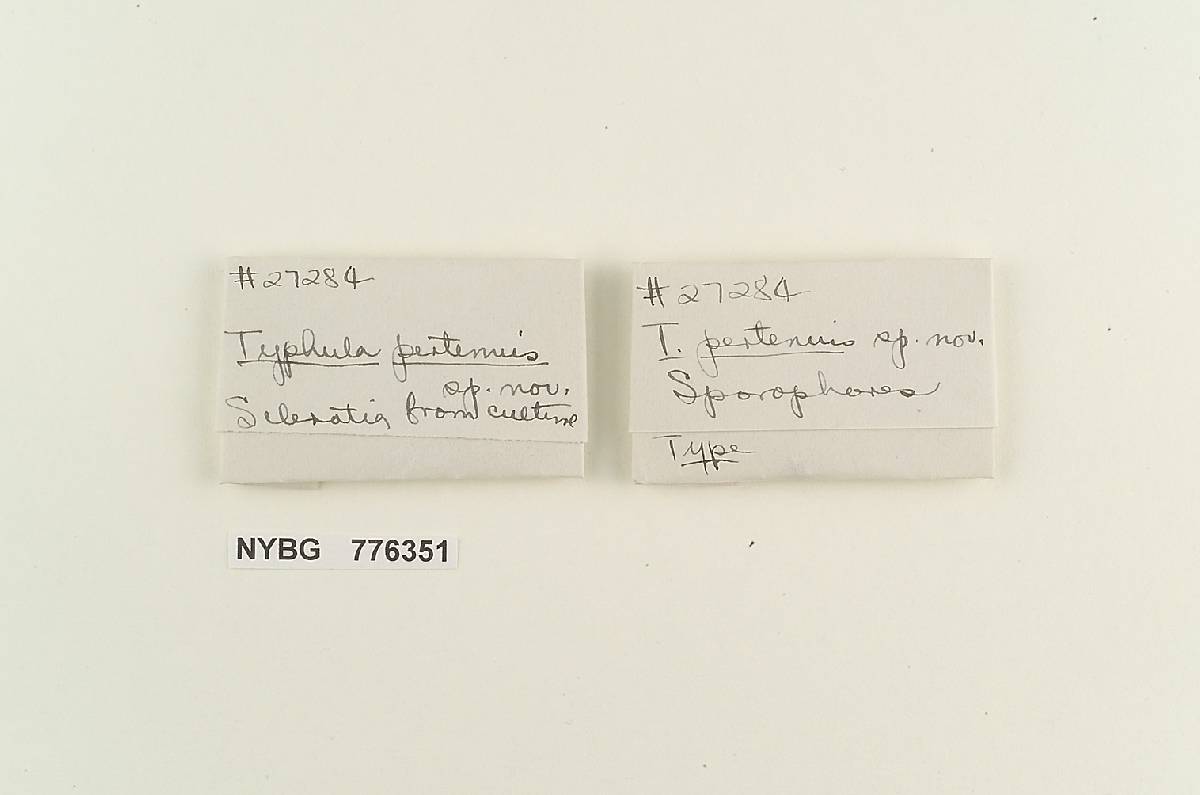 #27284
Typhula pertenuis
sp. nov.
Sclerotia from culture
#27284
T. pertenuis sp. nov.
Sporophores
Type
NYBG 776351